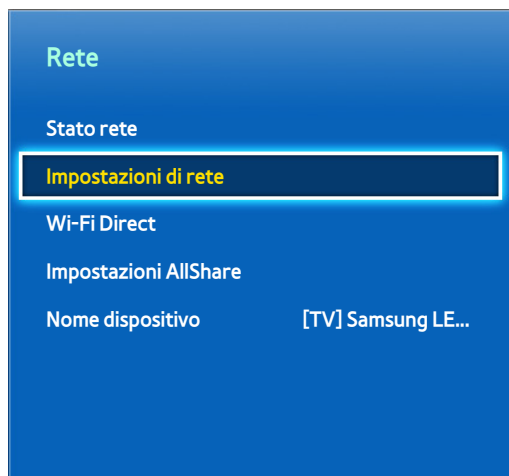 Rete
Stato rete
Impostazioni di rete
Wi-Fi Direct
Impostazioni AllShare
Nome dispositivo [TV] Samsung LE...